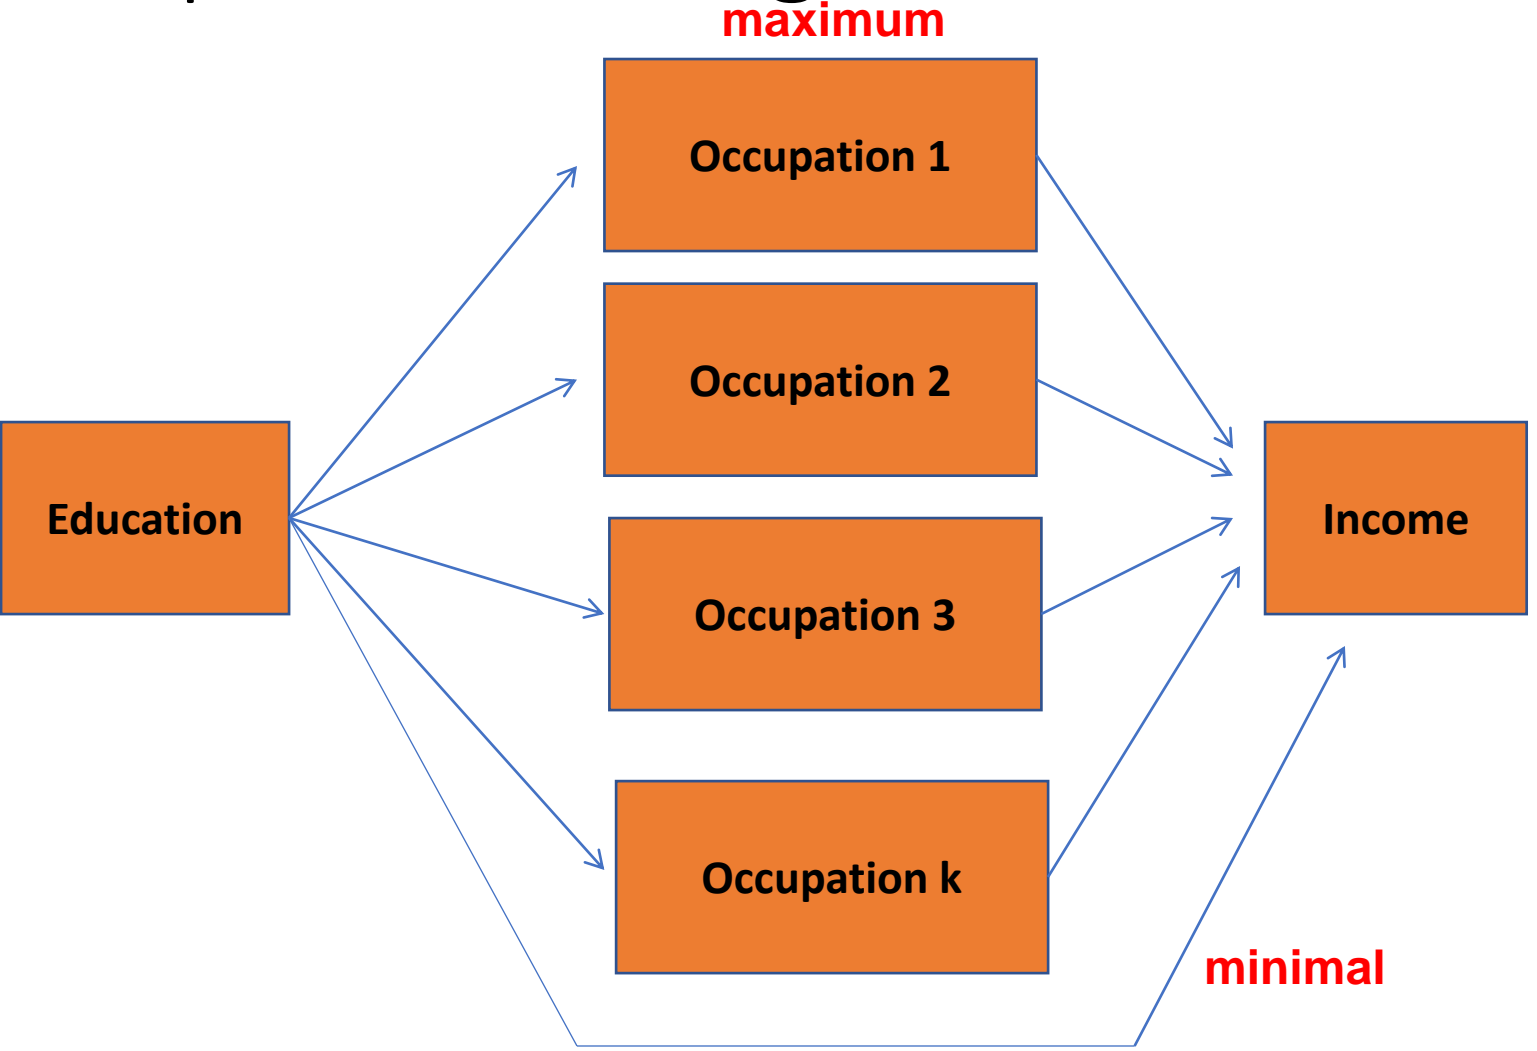 maximum
Occupation 1
Occupation 2
Education
Income
Occupation 3
Occupation k
minimal